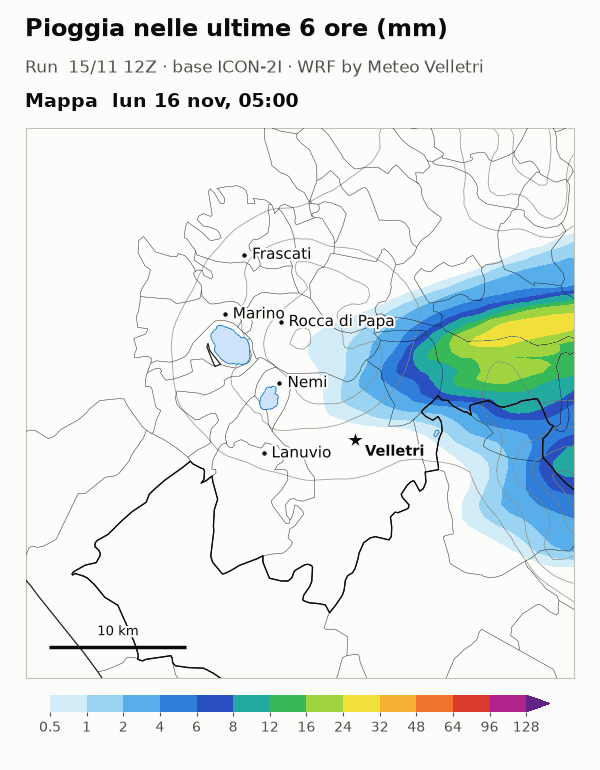 Pioggia nelle ultime 6 ore (mm)
Run  15/11 12Z · base ICON-2I · WRF by Meteo Velletri
Mappa  lun 16 nov, 05:00
Frascati
Marino
Rocca di Papa
Nemi
Velletri
Lanuvio
10 km
0.5 1 2 4 6 8 12 16 24 32 48 64 96 128